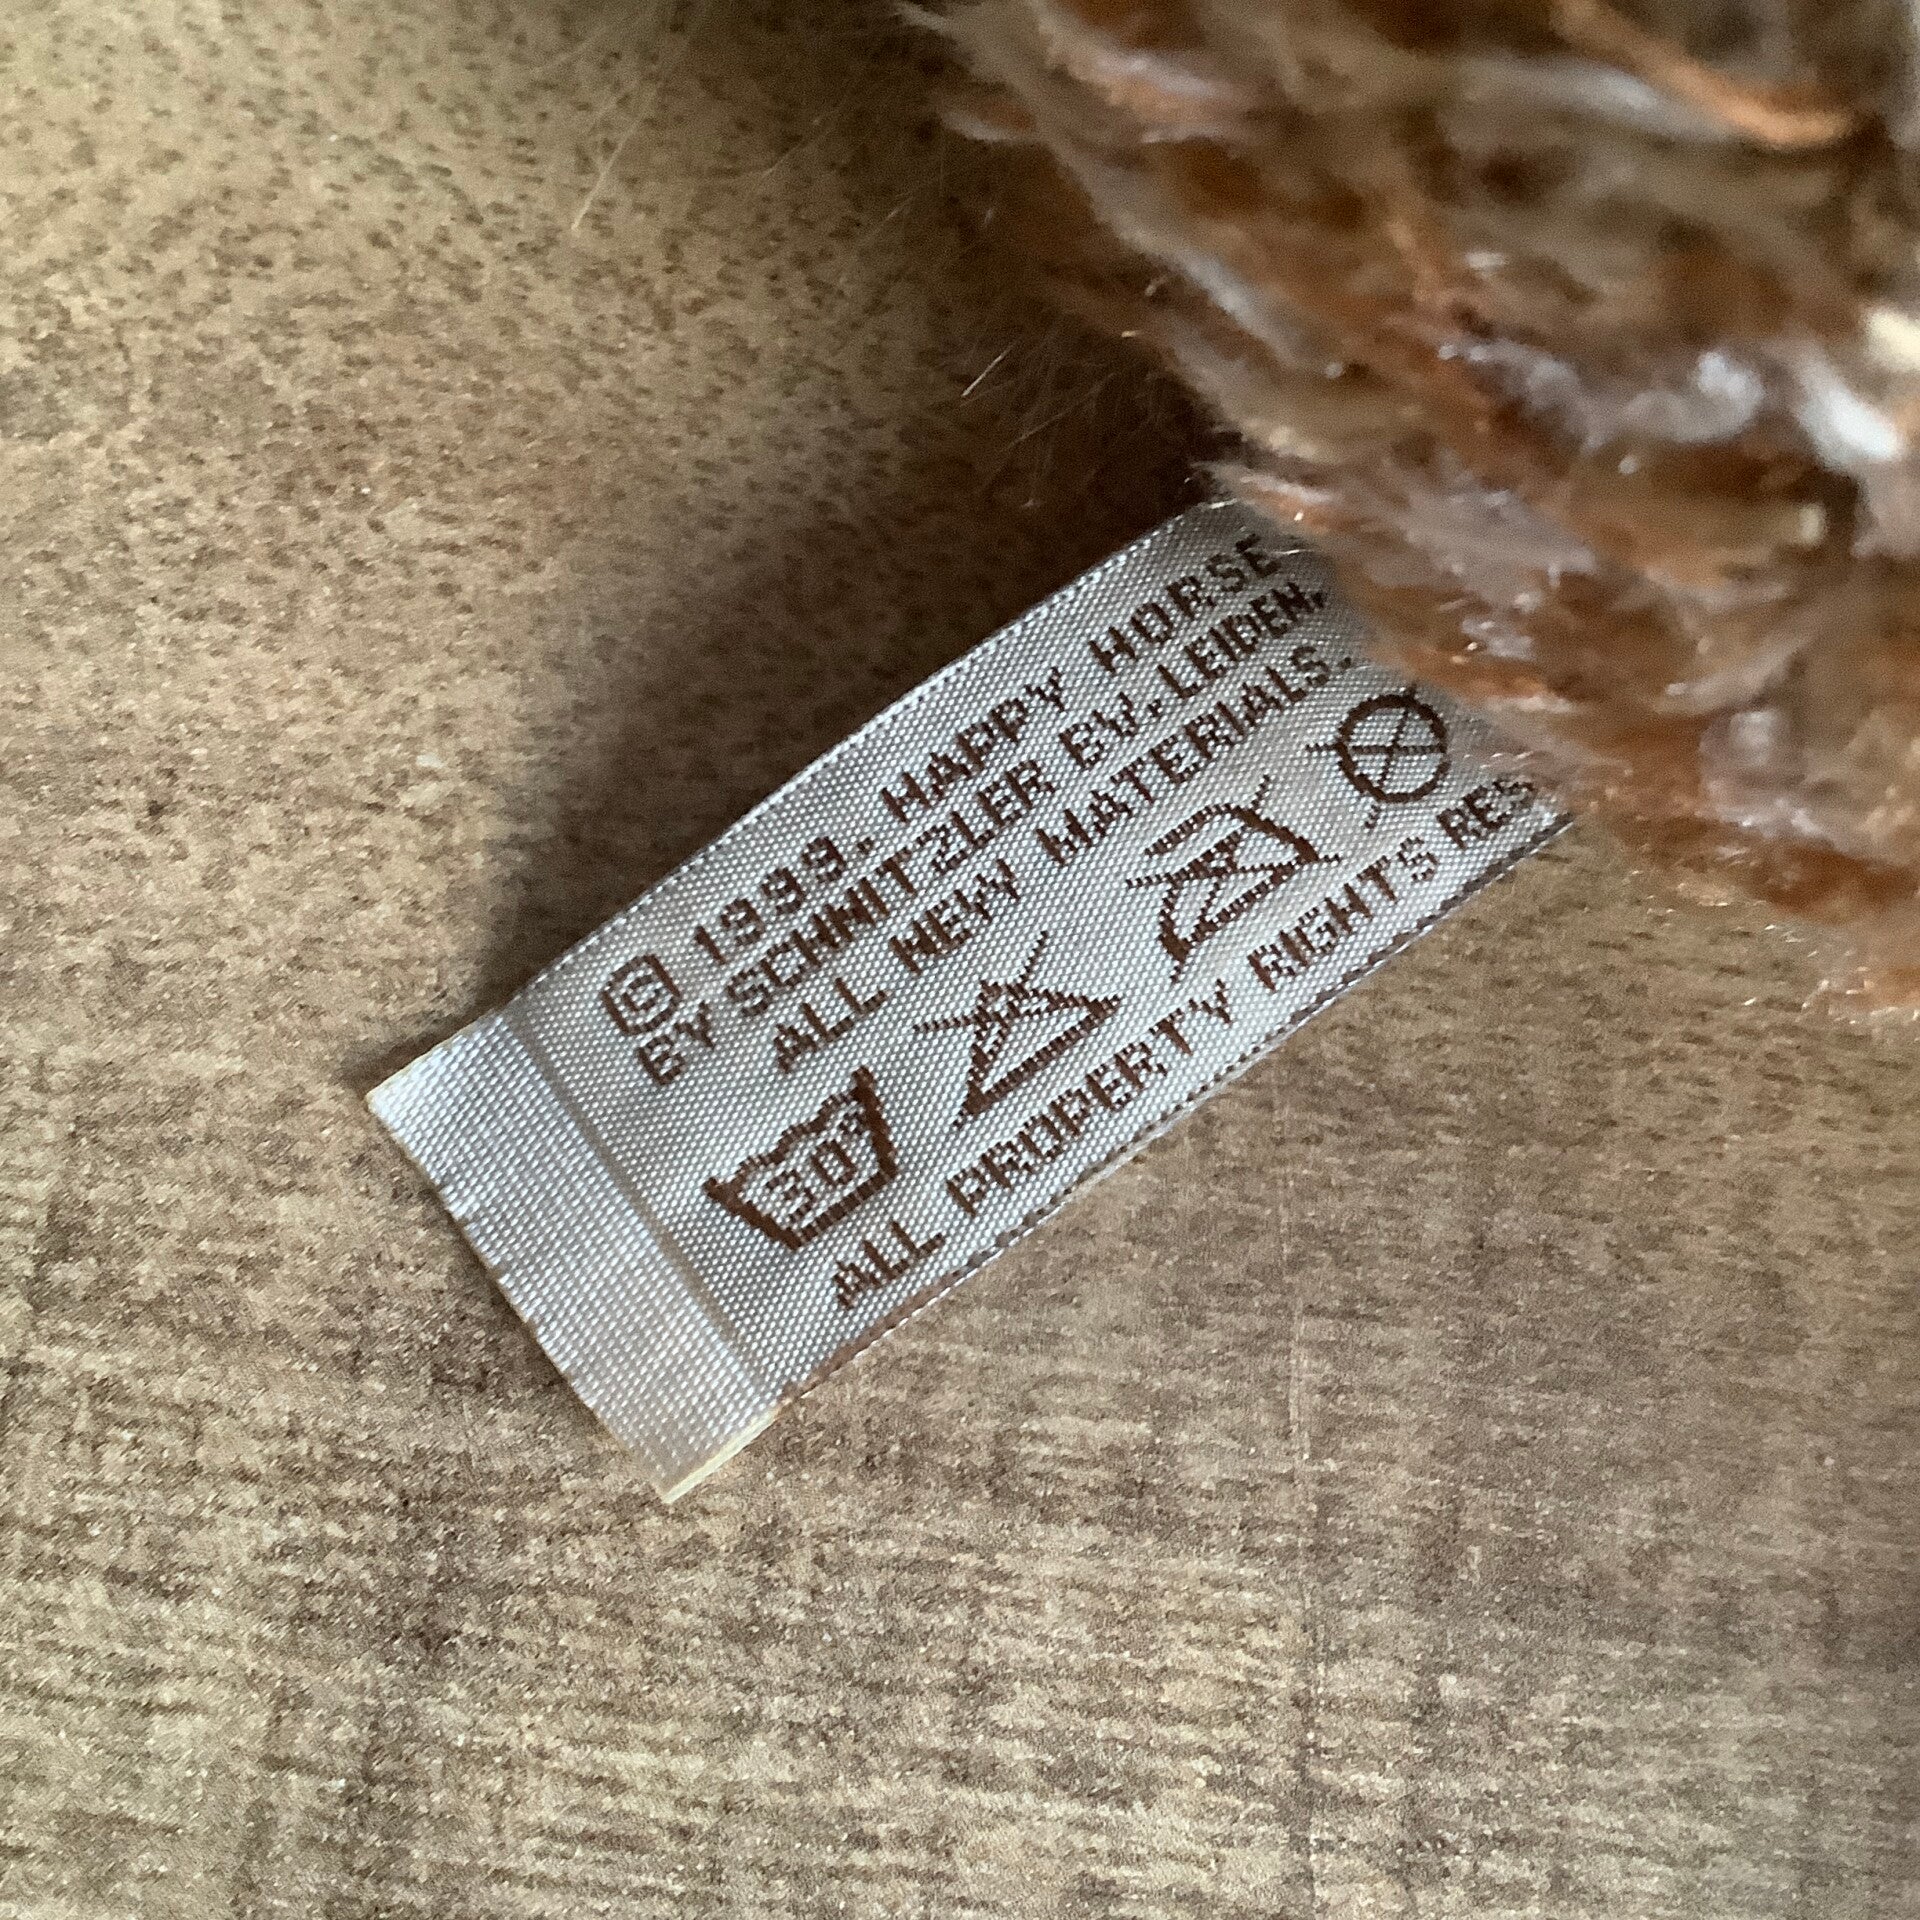 © 1999. HAPPY HORSE
BY SCHNITZLER BV. LEIDEN.
ALL NEW MATERIALS.
30°
ALL PROPERTY RIGHTS RES